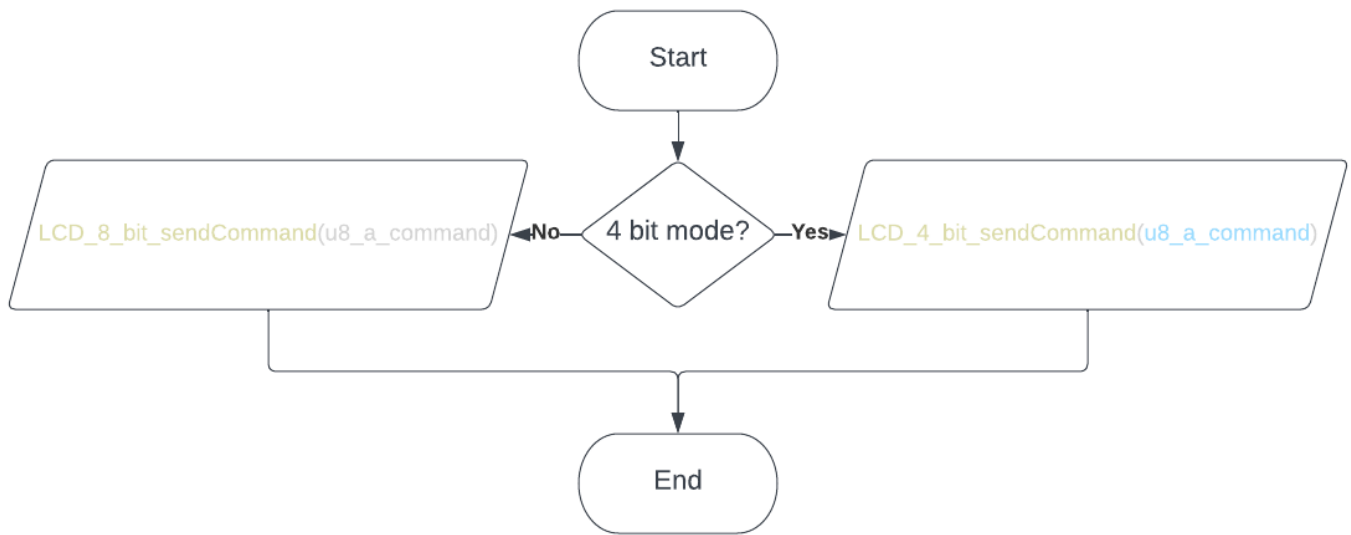 Start
4 bit mode?
No
Yes
LCD_8_bit_sendCommand(u8_a_command)
LCD_4_bit_sendCommand(u8_a_command)
End